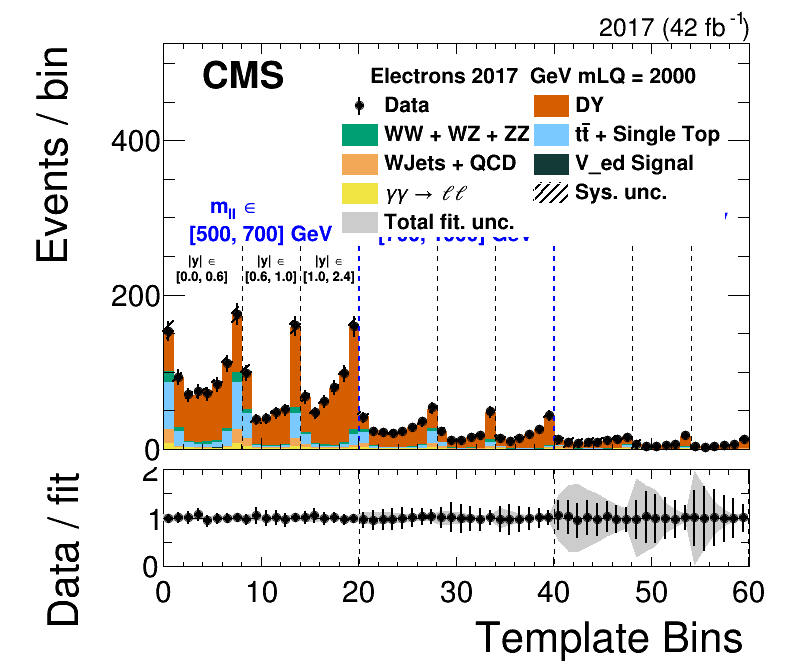 2017 (42 fb⁻¹)
CMS
Electrons 2017 GeV mLQ = 2000
Data
DY
WW + WZ + ZZ
tt̄ + Single Top
WJets + QCD
V_ed Signal
γγ → ℓℓ
Sys. unc.
Total fit. unc.
Events / bin
400
200
0
m_ll ∈
[500, 700] GeV
|y| ∈
[0.0, 0.6]
|y| ∈
[0.6, 1.0]
|y| ∈
[1.0, 2.4]
Data / fit
2
1
0
0 10 20 30 40 50 60
Template Bins